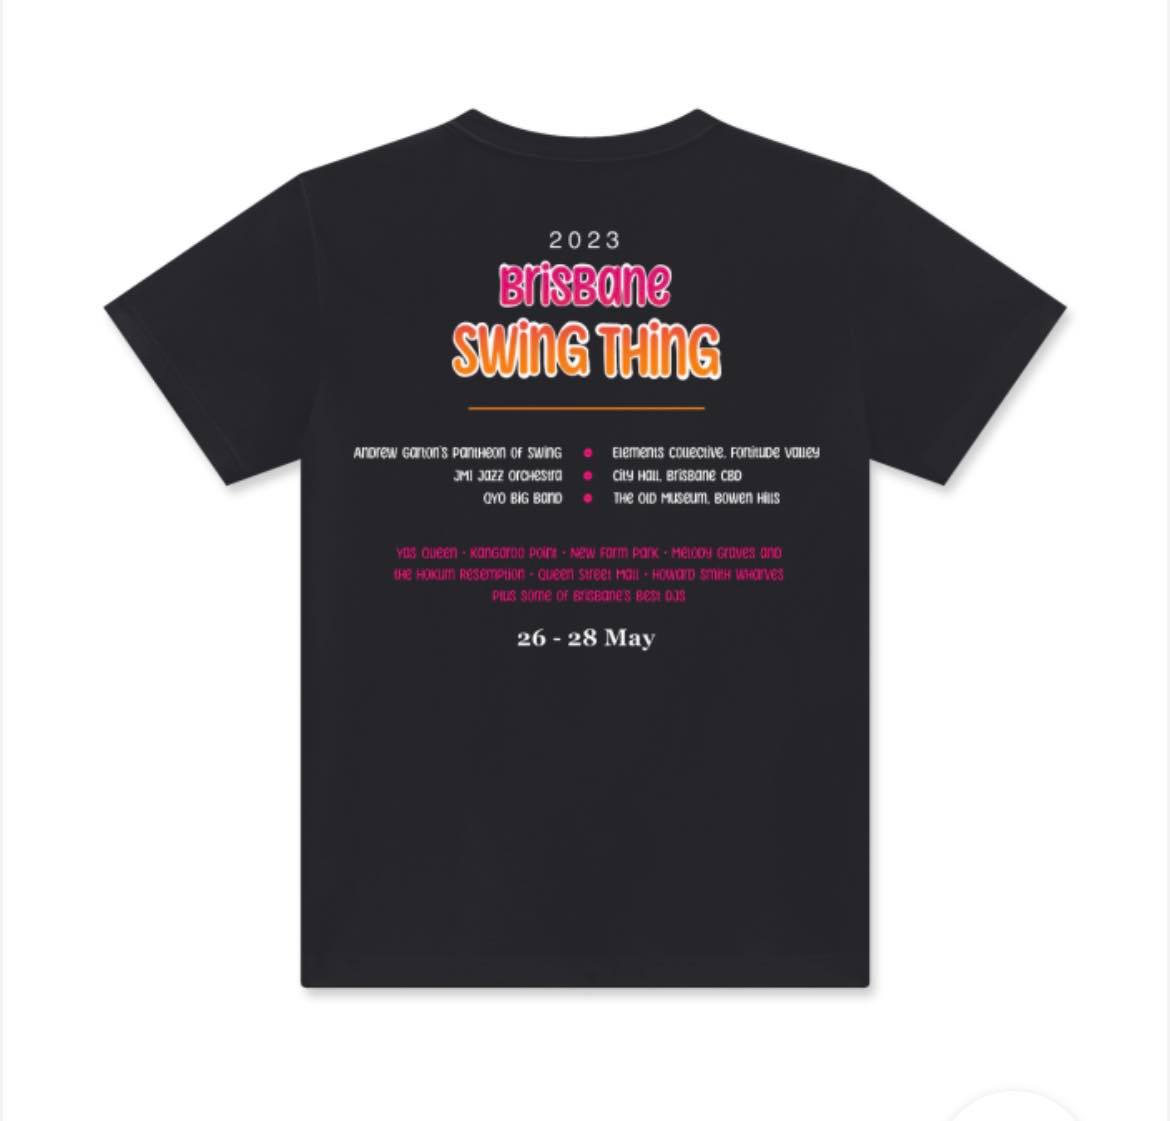 2023
Brisbane
Swing Thing
Andrew Garton's Pantheon of Swing • Elements Collective, Fortitude Valley
JMI Jazz Orchestra • City Hall, Brisbane CBD
QYO Big Band • The Old Museum, Bowen Hills
Yas Queen • Kangaroo Point • New Farm Park • Melody Graves and
the Hokum Resemption • Queen Street Mall • Howard Smith Wharves
Plus some of Brisbane's Best DJs
26 - 28 May